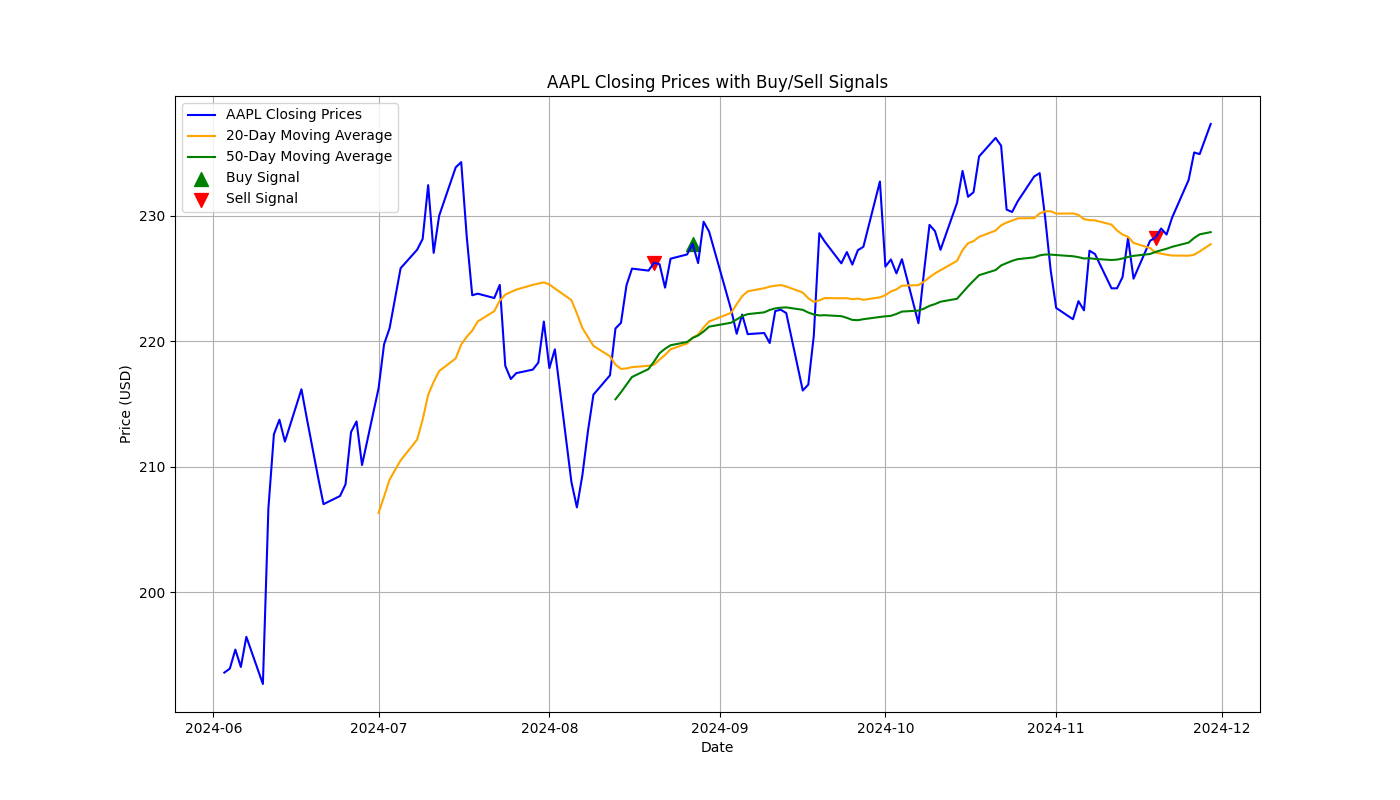 AAPL Closing Prices with Buy/Sell Signals
AAPL Closing Prices
20-Day Moving Average
50-Day Moving Average
Buy Signal
Sell Signal
230
220
210
200
Price (USD)
2024-06 2024-07 2024-08 2024-09 2024-10 2024-11 2024-12
Date